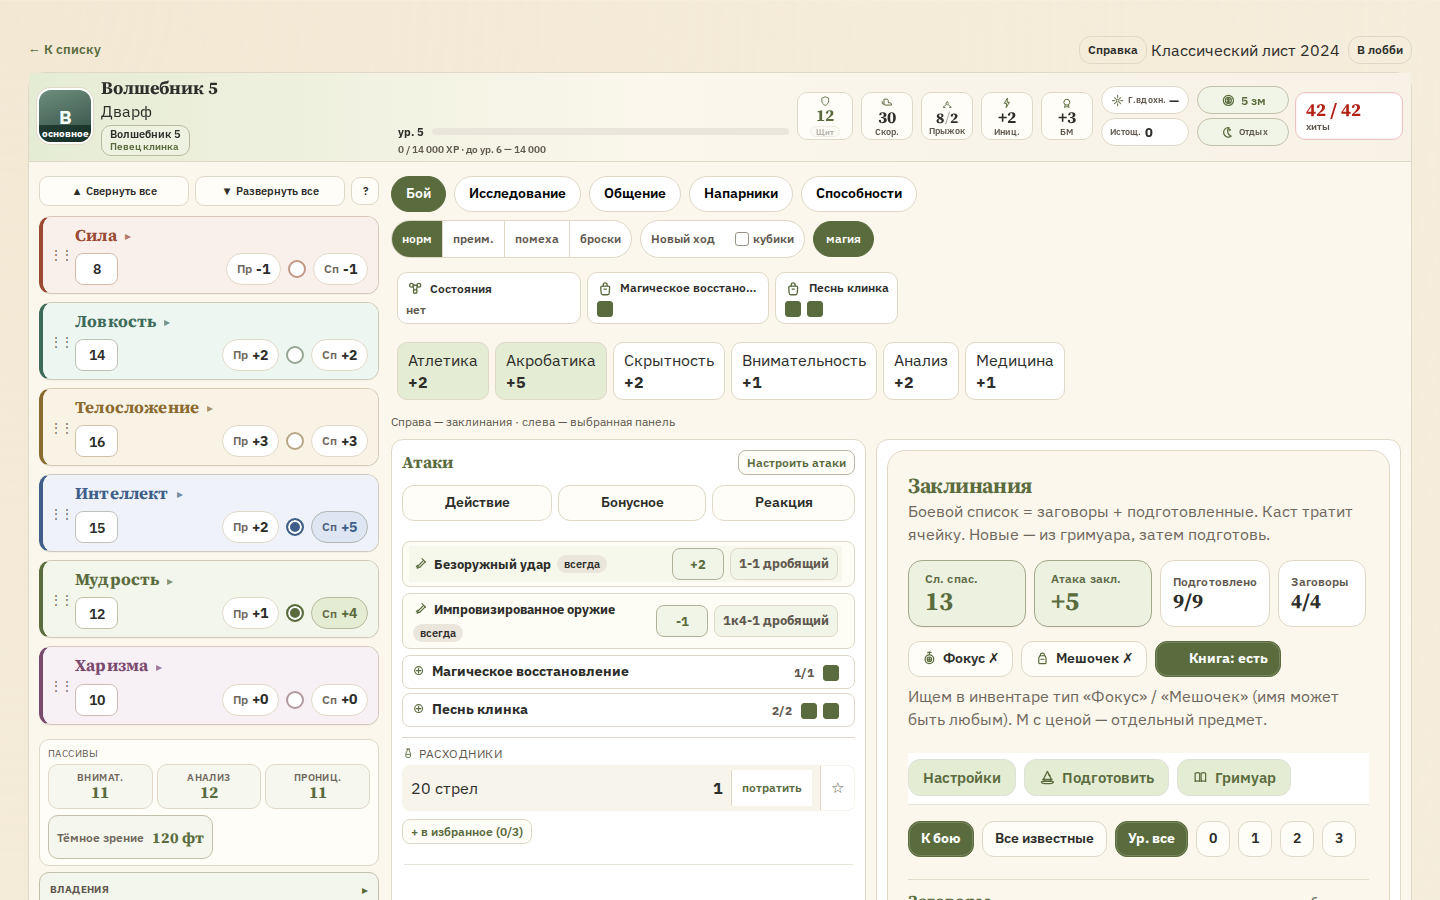 ← К списку
Справка Классический лист 2024 В лобби
В
основное
Волшебник 5
Дварф
Волшебник 5
Певец клинка
ур. 5
0 / 14 000 XP · до ур. 6 — 14 000
12
Щит
30
Скор.
8/2
Прыжок
+2
Иниц.
+3
БМ
Г.вдохн. —
Истощ. 0
5 зм
Отдых
42 / 42
хиты
▲ Свернуть все ▼ Развернуть все ?
Сила ▸
8 Пр -1 Сп -1
Ловкость ▸
14 Пр +2 Сп +2
Телосложение ▸
16 Пр +3 Сп +3
Интеллект ▸
15 Пр +2 Сп +5
Мудрость ▸
12 Пр +1 Сп +4
Харизма ▸
10 Пр +0 Сп +0
ПАССИВЫ
ВНИМАТ. АНАЛИЗ ПРОНИЦ.
11 12 11
Тёмное зрение 120 фт
ВЛАДЕНИЯ ▸
Бой Исследование Общение Напарники Способности
норм преим. помеха броски Новый ход кубики магия
Состояния
нет
Магическое восстано...
Песнь клинка
Атлетика Акробатика Скрытность Внимательность Анализ Медицина
+2 +5 +2 +1 +2 +1
Справа — заклинания · слева — выбранная панель
Атаки Настроить атаки
Действие Бонусное Реакция
Безоружный удар всегда +2 1-1 дробящий
Импровизированное оружие
всегда
-1 1к4-1 дробящий
Магическое восстановление 1/1
Песнь клинка 2/2
РАСХОДНИКИ
20 стрел 1 потратить ☆
+ в избранное (0/3)
Заклинания
Боевой список = заговоры + подготовленные. Каст тратит
ячейку. Новые — из гримуара, затем подготовь.
Сл. спас.
13
Атака закл.
+5
Подготовлено
9/9
Заговоры
4/4
Фокус ✗ Мешочек ✗ Книга: есть
Ищем в инвентаре тип «Фокус» / «Мешочек» (имя может
быть любым). М с ценой — отдельный предмет.
Настройки Подготовить Гримуар
К бою Все известные Ур. все 0 1 2 3